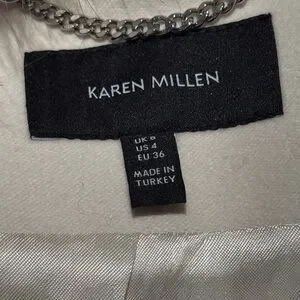 KAREN MILLEN
UK 8
US 4
EU 36
MADE IN
TURKEY